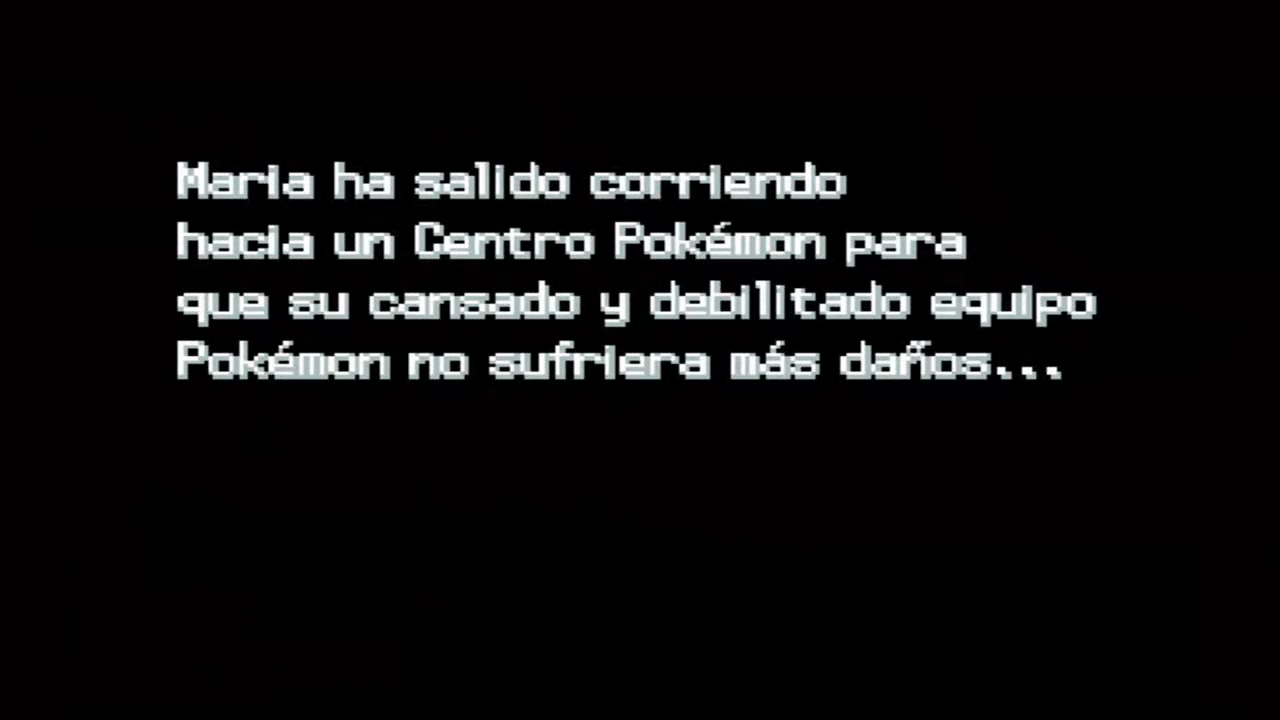 Maria ha salido corriendo
hacia un Centro Pokémon para
que su cansado y debilitado equipo
Pokémon no sufriera más daños...